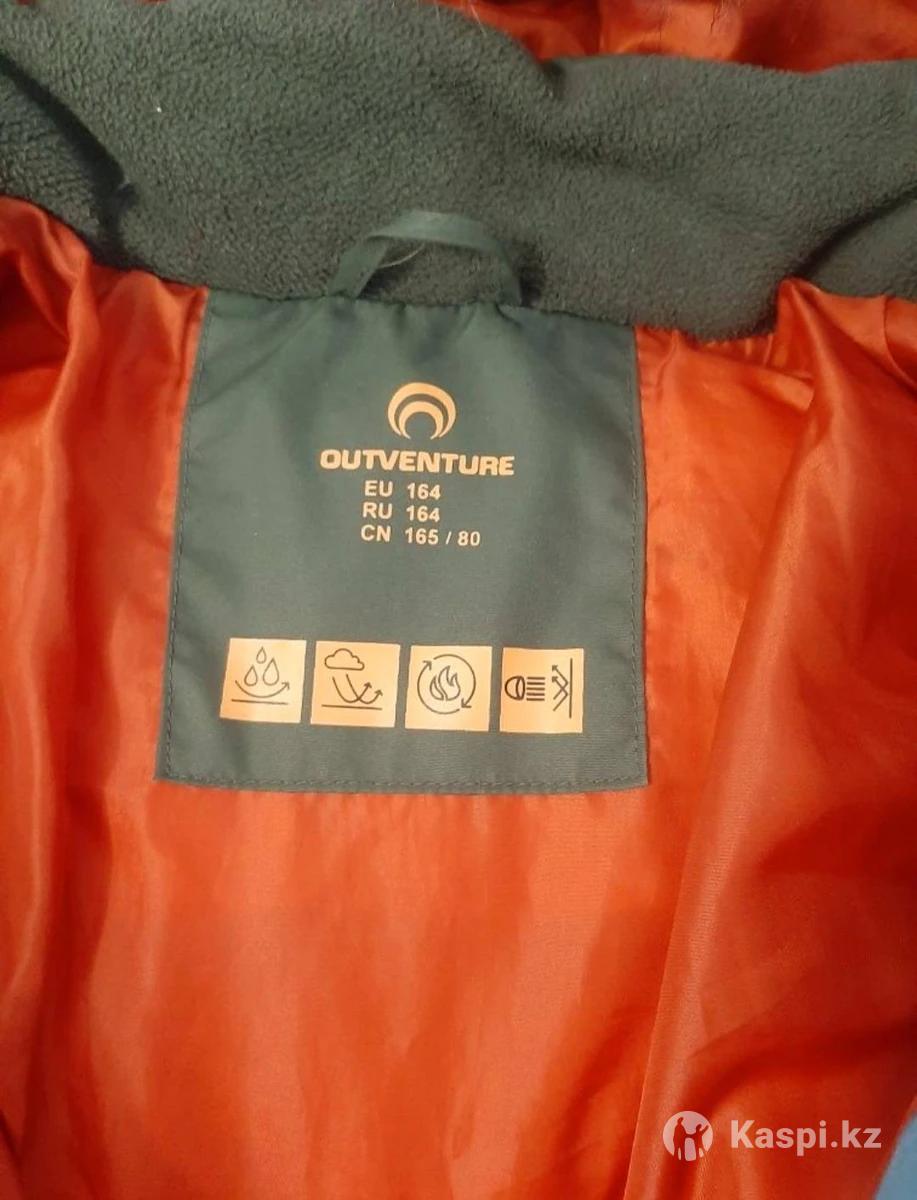 OUTVENTURE
EU 164
RU 164
CN 165 / 80
Kaspi.kz